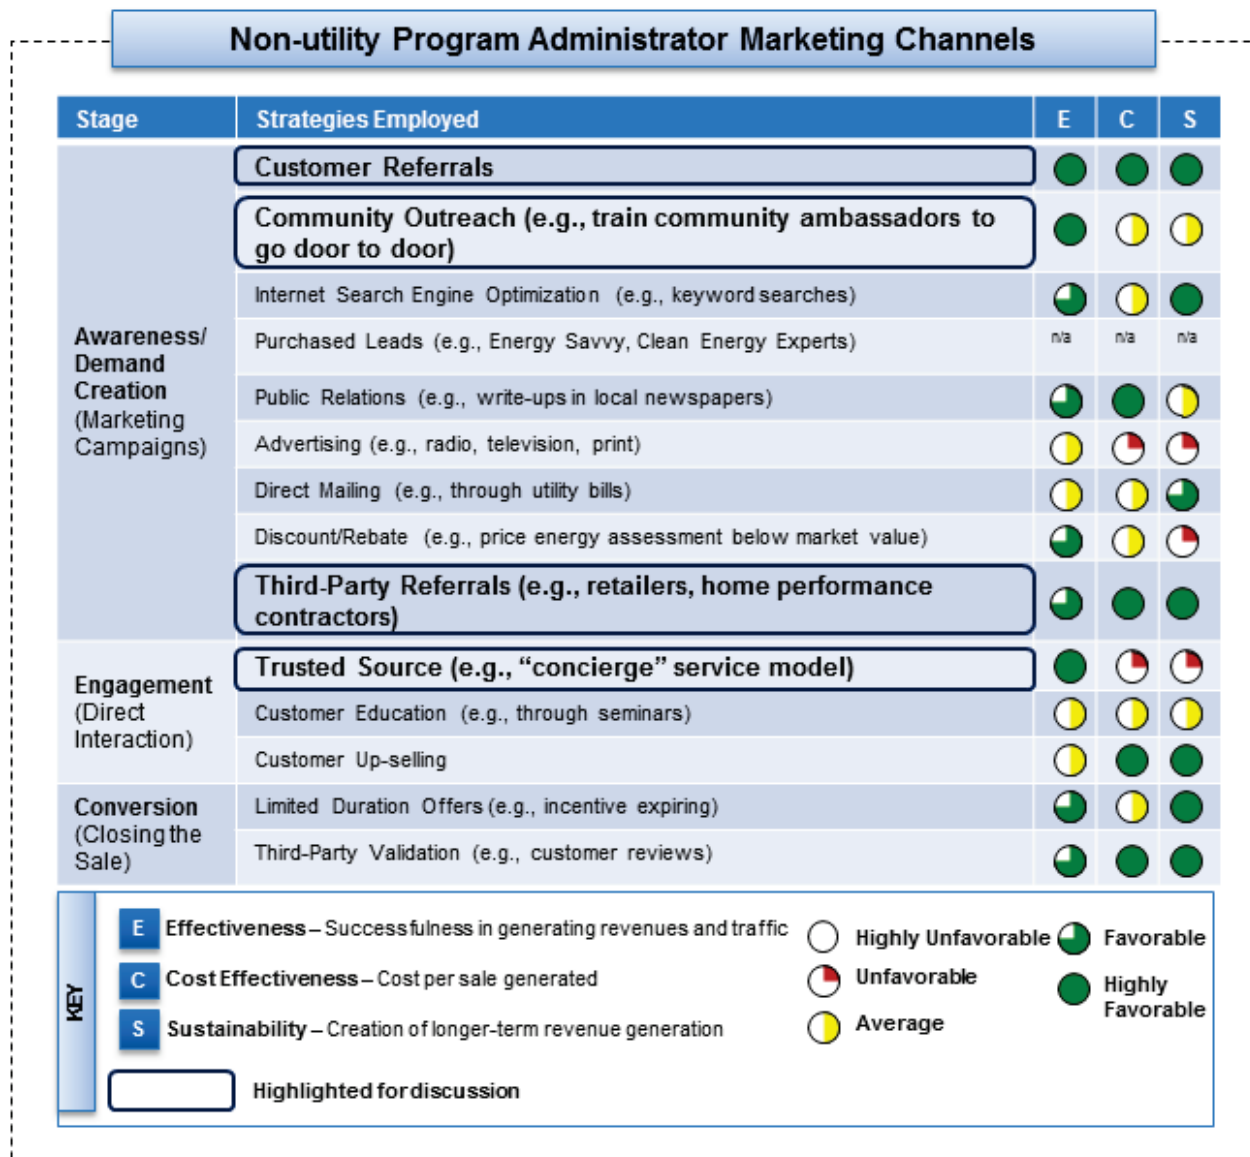 Non-utility Program Administrator Marketing Channels
Stage
Strategies Employed
E
C
S
Awareness/
Demand
Creation
(Marketing
Campaigns)
Customer Referrals
Community Outreach (e.g., train community ambassadors to
go door to door)
Internet Search Engine Optimization (e.g., keyword searches)
Purchased Leads (e.g., Energy Savvy, Clean Energy Experts)
n/a
n/a
n/a
Public Relations (e.g., write-ups in local newspapers)
Advertising (e.g., radio, television, print)
Direct Mailing (e.g., through utility bills)
Discount/Rebate (e.g., price energy assessment below market value)
Third-Party Referrals (e.g., retailers, home performance
contractors)
Engagement
(Direct
Interaction)
Trusted Source (e.g., “concierge” service model)
Customer Education (e.g., through seminars)
Customer Up-selling
Conversion
(Closing the
Sale)
Limited Duration Offers (e.g., incentive expiring)
Third-Party Validation (e.g., customer reviews)
KEY
E
Effectiveness – Successfulness in generating revenues and traffic
C
Cost Effectiveness – Cost per sale generated
S
Sustainability – Creation of longer-term revenue generation
Highlighted for discussion
Highly Unfavorable
Unfavorable
Average
Favorable
Highly
Favorable